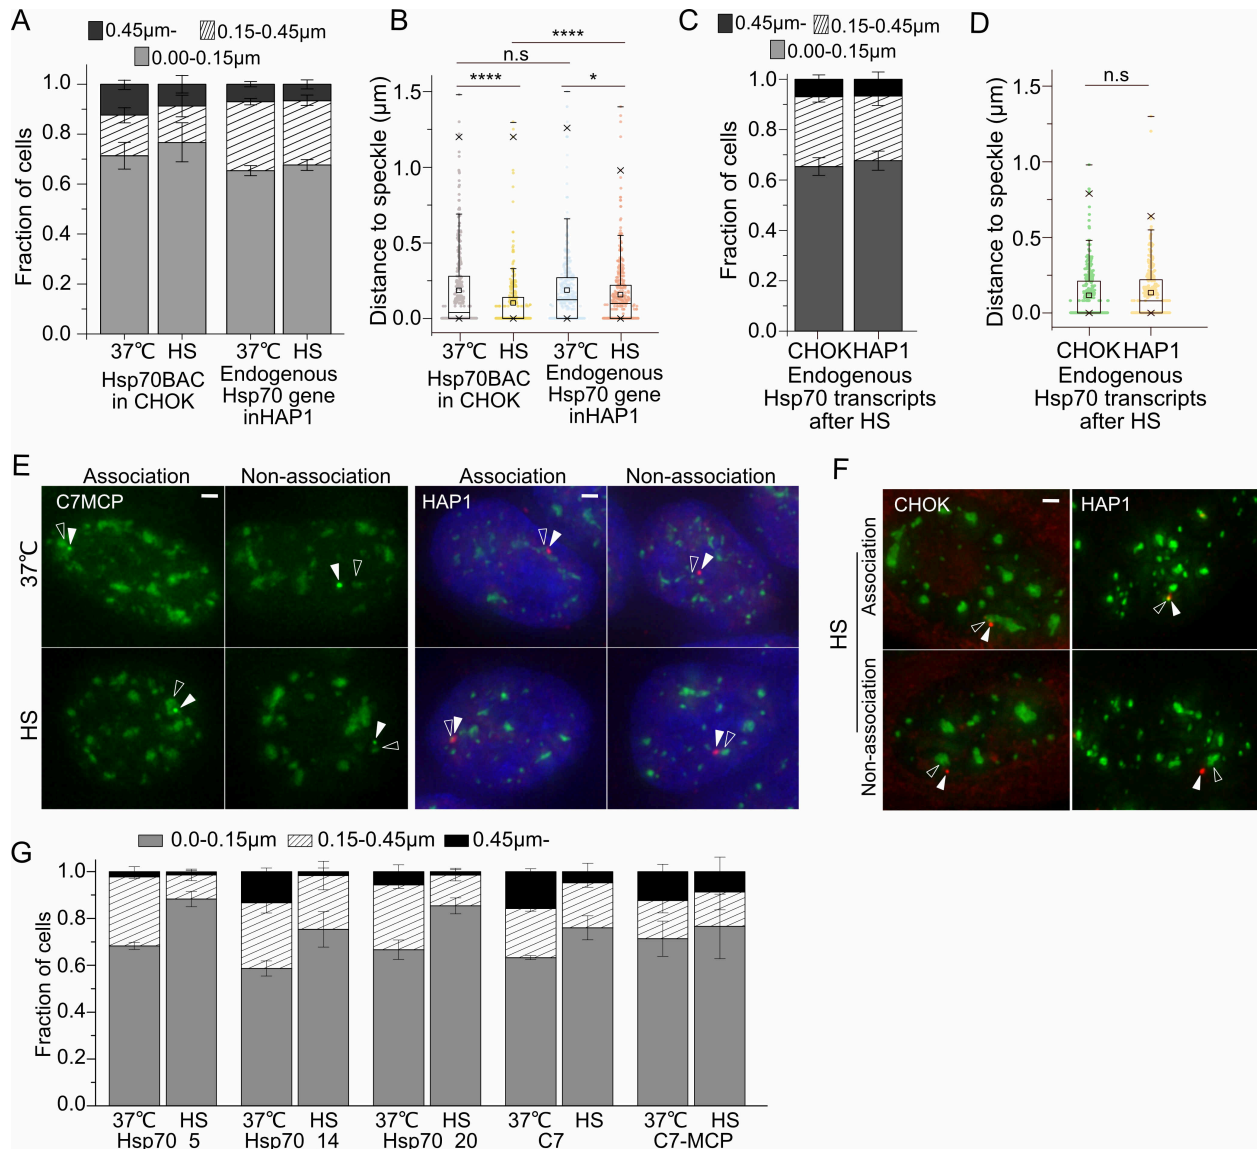 A
0.45µm-
0.15-0.45µm
0.00-0.15µm
Fraction of cells
1.0
0.8
0.6
0.4
0.2
0.0
37℃ HS 37℃ HS
Hsp70BAC
in CHOK
Endogenous
Hsp70 gene
inHAP1
B
****
n.s
****
*
Distance to speckle (µm)
1.5
1.0
0.5
0.0
37℃ HS 37℃ HS
Hsp70BAC
in CHOK
Endogenous
Hsp70 gene
inHAP1
C
0.45µm-
0.15-0.45µm
0.00-0.15µm
Fraction of cells
1.0
0.8
0.6
0.4
0.2
0.0
CHOK HAP1
Endogenous
Hsp70 transcripts
after HS
D
n.s
Distance to speckle (µm)
1.5
1.0
0.5
0.0
CHOK HAP1
Endogenous
Hsp70 transcripts
after HS
E
Association Non-association Association Non-association
C7MCP
HAP1
37℃
HS
F
CHOK
HAP1
HS
Association
Non-association
G
0.0-0.15µm
0.15-0.45µm
0.45µm-
Fraction of cells
1.0
0.8
0.6
0.4
0.2
0.0
37℃ HS 37℃ HS 37℃ HS 37℃ HS 37℃ HS
Hsp70 5 Hsp70 14 Hsp70 20 C7 C7-MCP